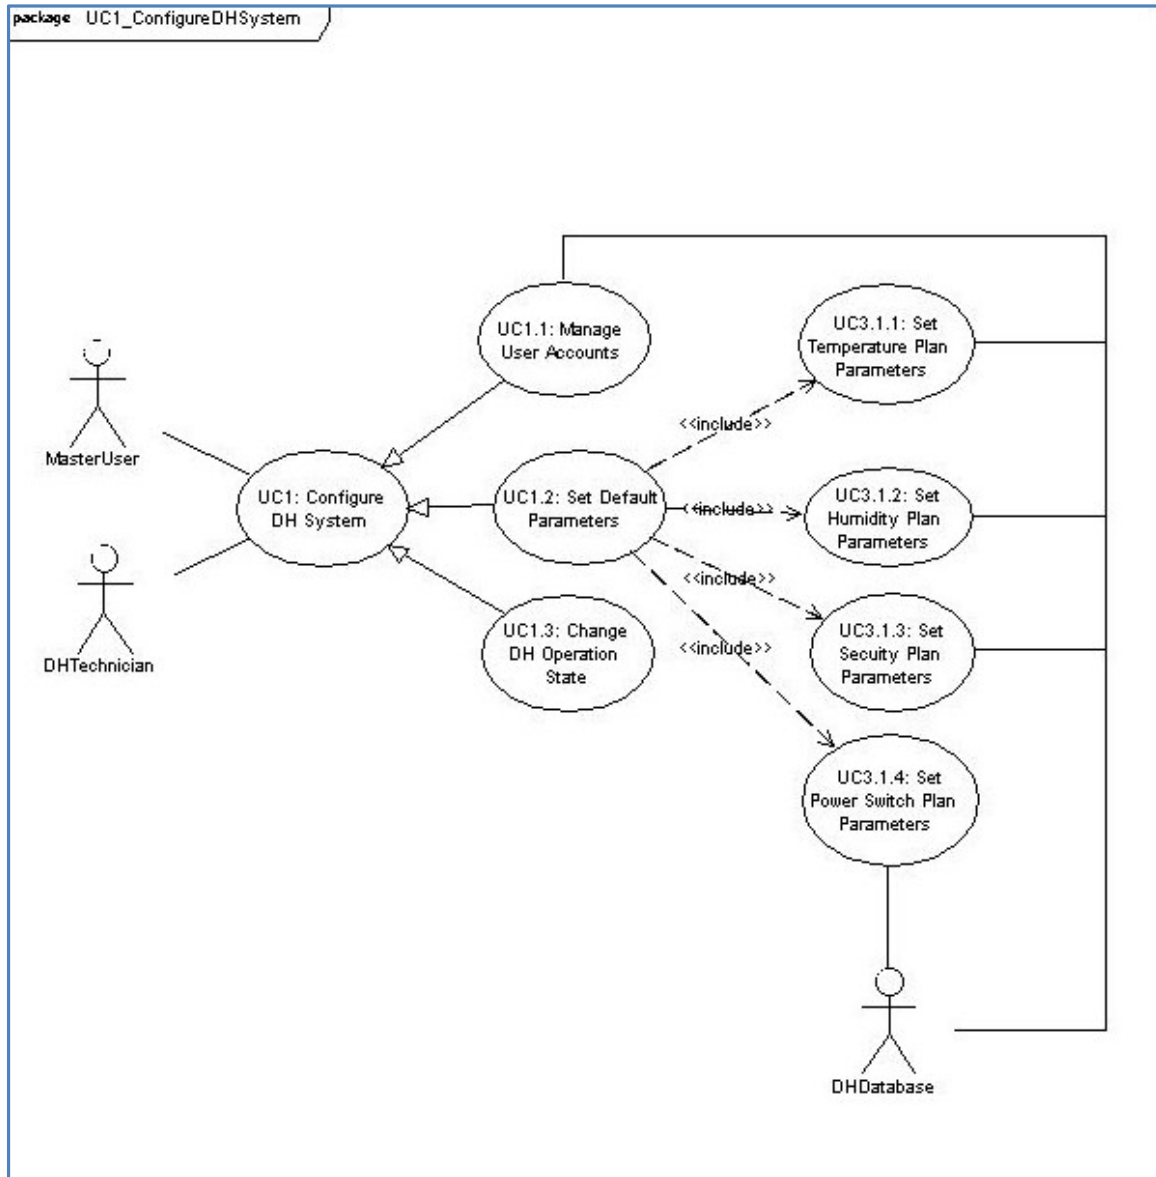 package UC1_ConfigureDHSystem
UC1.1: Manage
User Accounts
UC3.1.1: Set
Temperature Plan
Parameters
<<include>>
MasterUser
UC1: Configure
DH System
UC1.2: Set Default
Parameters
<<include>>
UC3.1.2: Set
Humidity Plan
Parameters
<<include>>
DHTechnician
UC1.3: Change
DH Operation
State
<<include>>
UC3.1.3: Set
Secuity Plan
Parameters
UC3.1.4: Set
Power Switch Plan
Parameters
DHDatabase